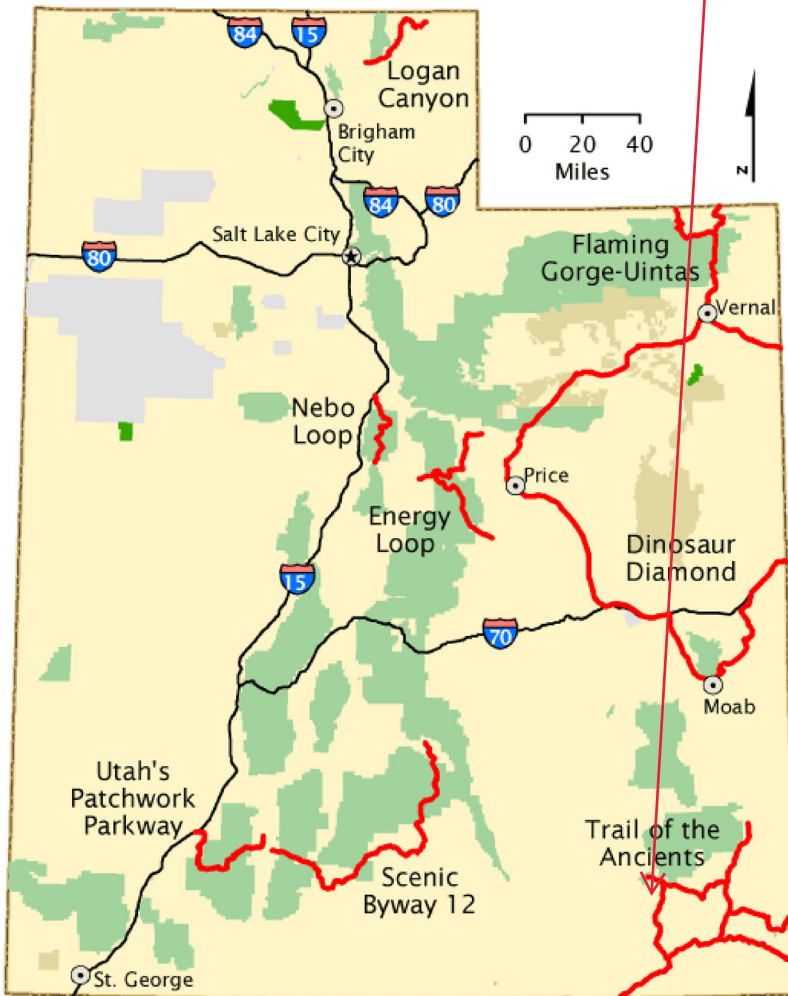 84
15
Logan
Canyon
Brigham
City
0 20 40
Miles
N
84
80
Salt Lake City
80
Flaming
Gorge-Uintas
Vernal
Nebo
Loop
Price
Energy
Loop
Dinosaur
Diamond
15
70
Moab
Utah's
Patchwork
Parkway
Trail of the
Ancients
Scenic
Byway 12
St. George